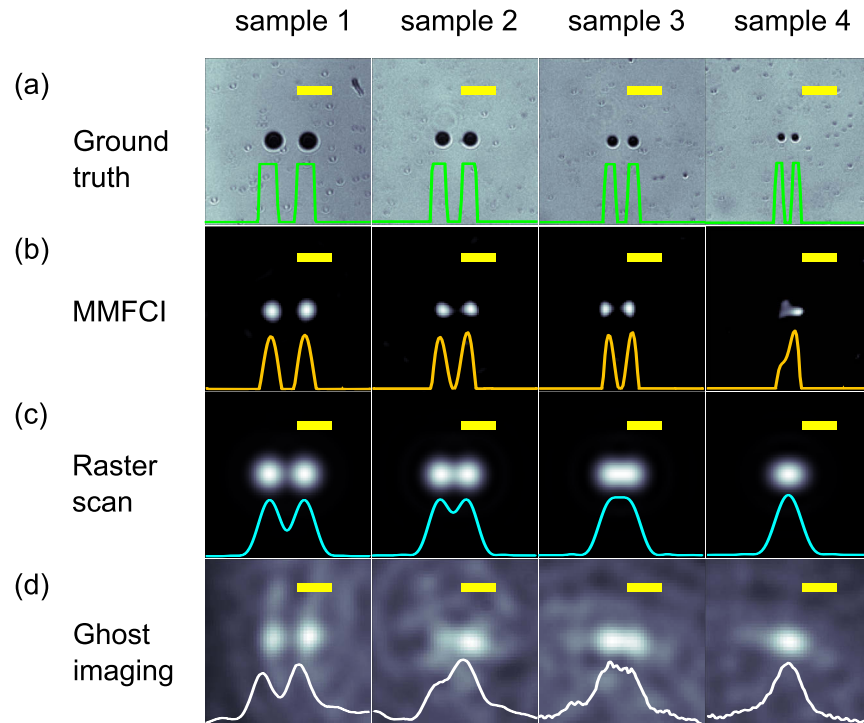 sample 1 sample 2 sample 3 sample 4
(a)
Ground
truth
(b)
MMFCI
(c)
Raster
scan
(d)
Ghost
imaging